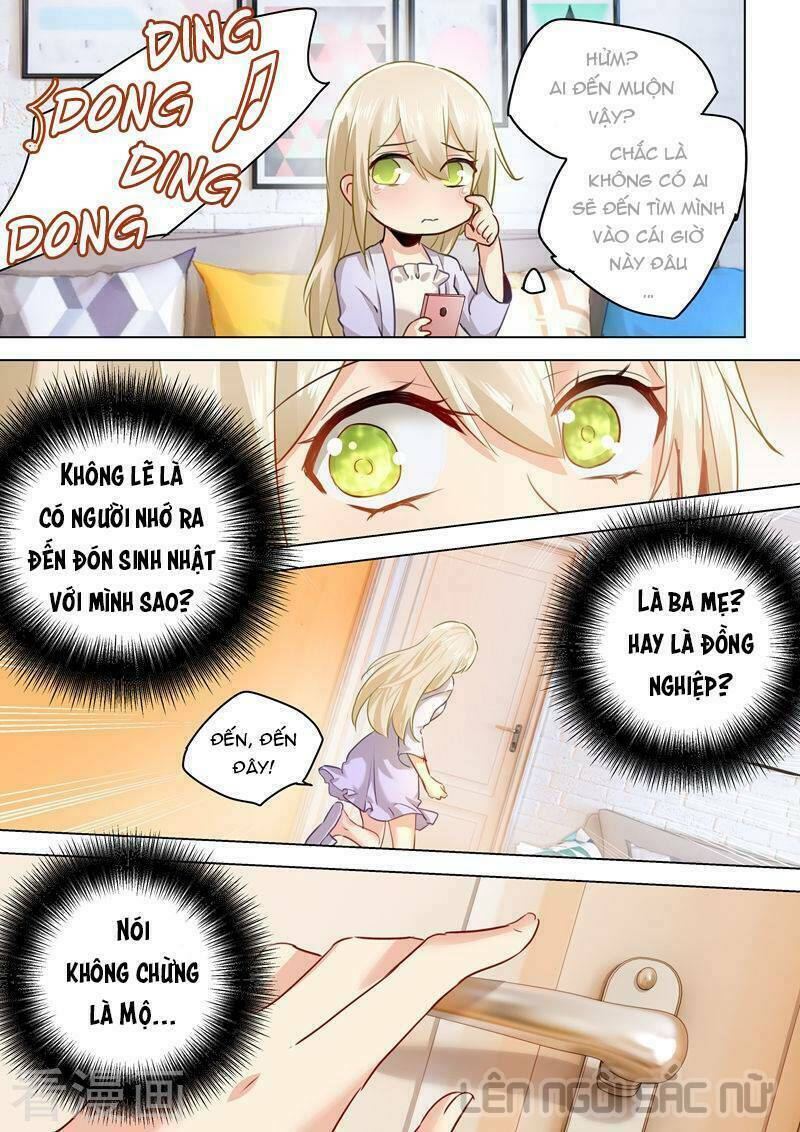 DING
DONG
DING
DONG
HỬM?
AI ĐẾN MUỘN
VẬY?
CHẮC LÀ
KHÔNG CÓ AI
SẼ ĐẾN TÌM MÌNH
VÀO CÁI GIỜ
NÀY ĐÂU
...
KHÔNG LẼ LÀ
CÓ NGƯỜI NHỚ RA
ĐẾN ĐÓN SINH NHẬT
VỚI MÌNH SAO?
LÀ BA MẸ?
HAY LÀ ĐỒNG
NGHIỆP?
ĐẾN, ĐẾN
ĐÂY!
NÓI
KHÔNG CHỪNG
LÀ MỘ...
看漫画
LÊN NGÔI SẮC NỮ